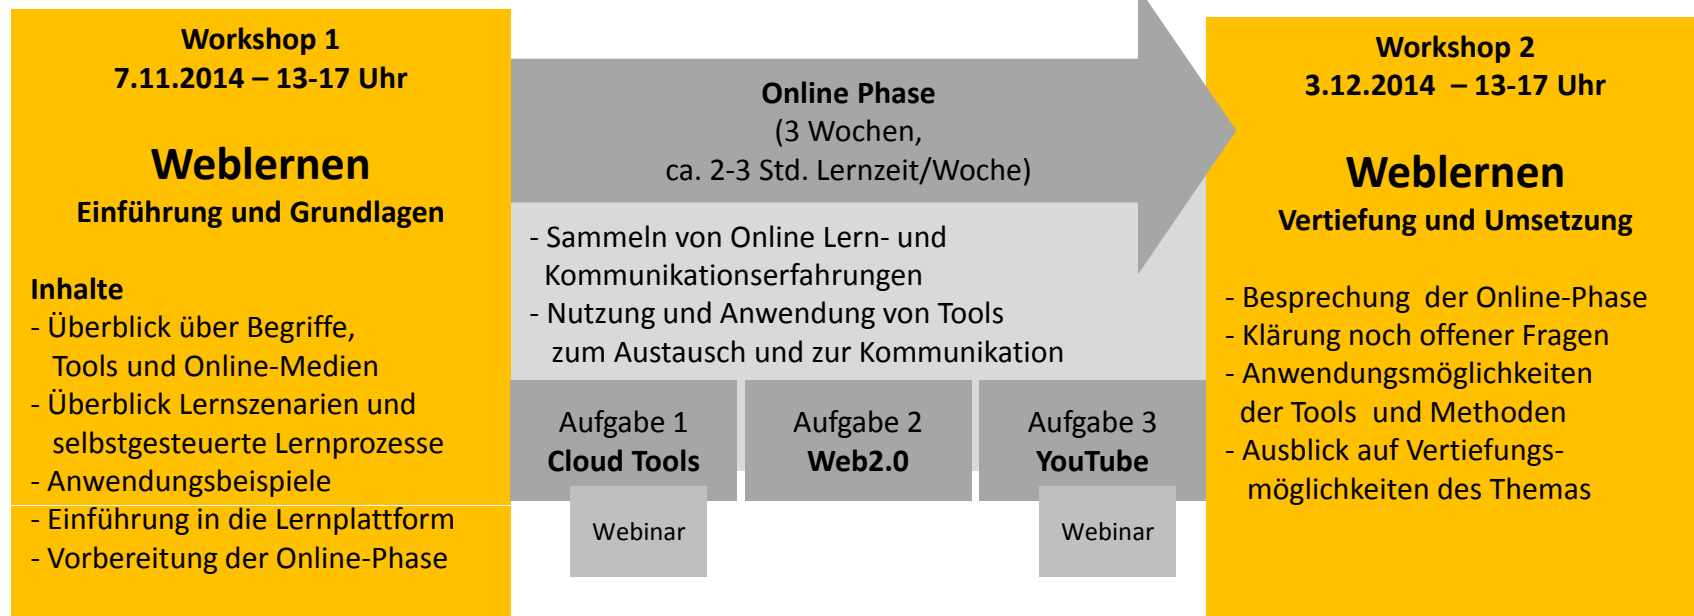 Workshop 1
7.11.2014 – 13-17 Uhr
Weblernen
Einführung und Grundlagen
Inhalte
- Überblick über Begriffe,
Tools und Online-Medien
- Überblick Lernszenarien und
selbstgesteuerte Lernprozesse
- Anwendungsbeispiele
- Einführung in die Lernplattform
- Vorbereitung der Online-Phase
Online Phase
(3 Wochen,
ca. 2-3 Std. Lernzeit/Woche)
- Sammeln von Online Lern- und
Kommunikationserfahrungen
- Nutzung und Anwendung von Tools
zum Austausch und zur Kommunikation
Aufgabe 1
Cloud Tools
Webinar
Aufgabe 2
Web2.0
Aufgabe 3
YouTube
Webinar
Workshop 2
3.12.2014 – 13-17 Uhr
Weblernen
Vertiefung und Umsetzung
- Besprechung der Online-Phase
- Klärung noch offener Fragen
- Anwendungsmöglichkeiten
der Tools und Methoden
- Ausblick auf Vertiefungs-
möglichkeiten des Themas